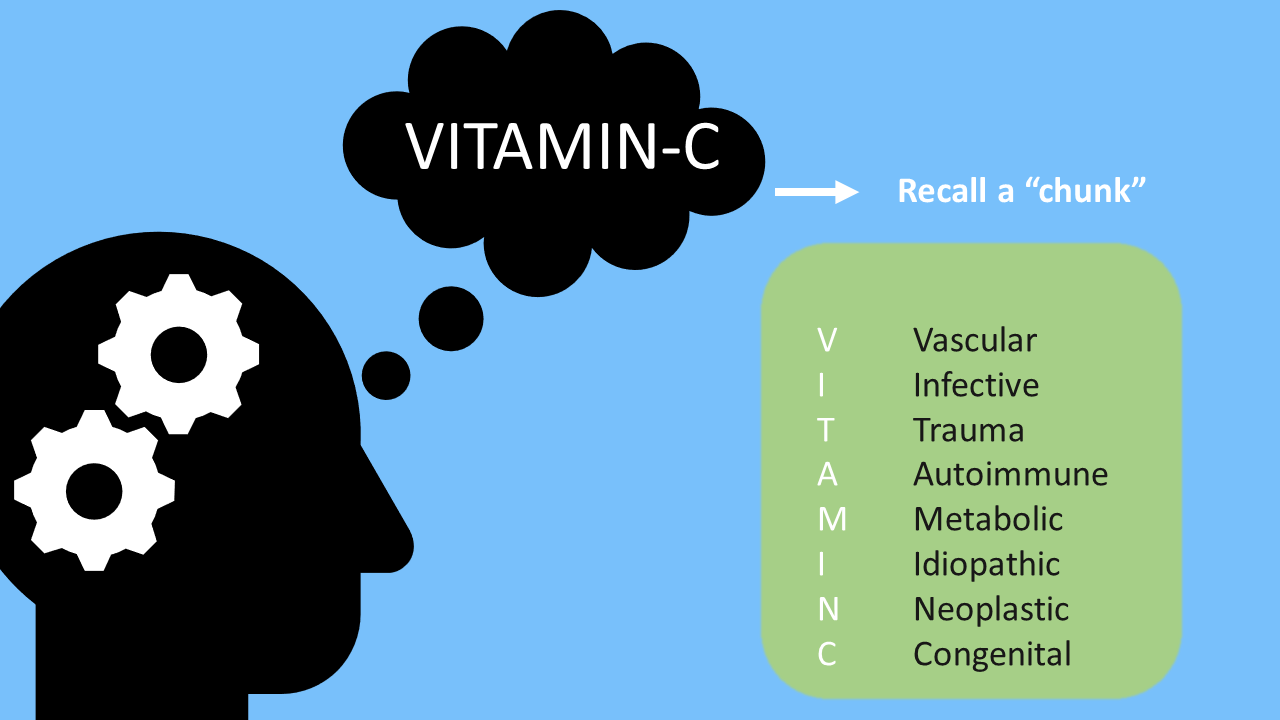 VITAMIN-C
Recall a “chunk”
V Vascular
I Infective
T Trauma
A Autoimmune
M Metabolic
I Idiopathic
N Neoplastic
C Congenital